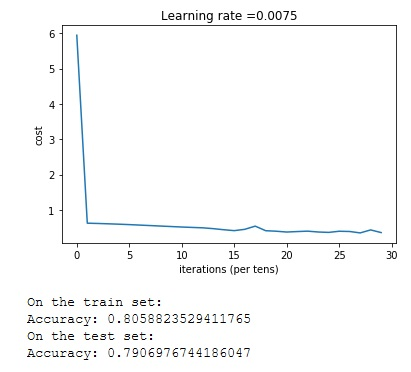 Learning rate =0.0075
6
5
4
3
2
1
cost
0 5 10 15 20 25 30
iterations (per tens)
On the train set:
Accuracy: 0.8058823529411765
On the test set:
Accuracy: 0.7906976744186047